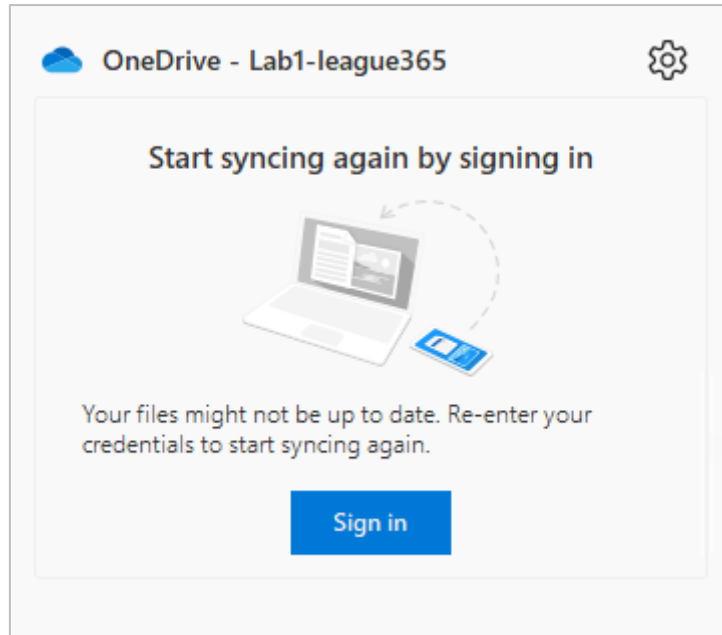 OneDrive - Lab1-league365
Start syncing again by signing in
Your files might not be up to date. Re-enter your
credentials to start syncing again.
Sign in